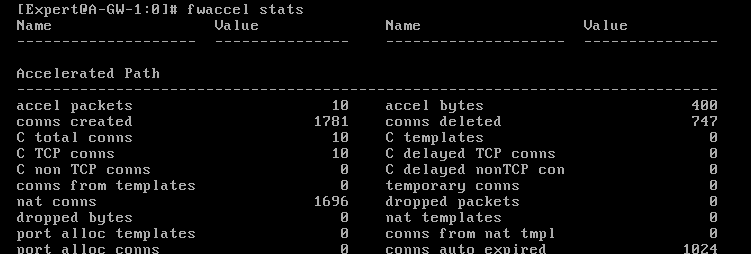 [Expert@A-GW-1:0]# fwaccel stats
Name                 Value              Name                 Value
-------------------- ---------------    -------------------- ---------------
Accelerated Path
--------------------------------------------------------------------------
accel packets 10 accel bytes 400
conns created 1781 conns deleted 747
C total conns 10 C templates 0
C TCP conns 10 C delayed TCP conns 0
C non TCP conns 0 C delayed nonTCP con 0
conns from templates 0 temporary conns 0
nat conns 1696 dropped packets 0
dropped bytes 0 nat templates 0
port alloc templates 0 conns from nat tmpl 0
port alloc conns 0 conns auto expired 1024